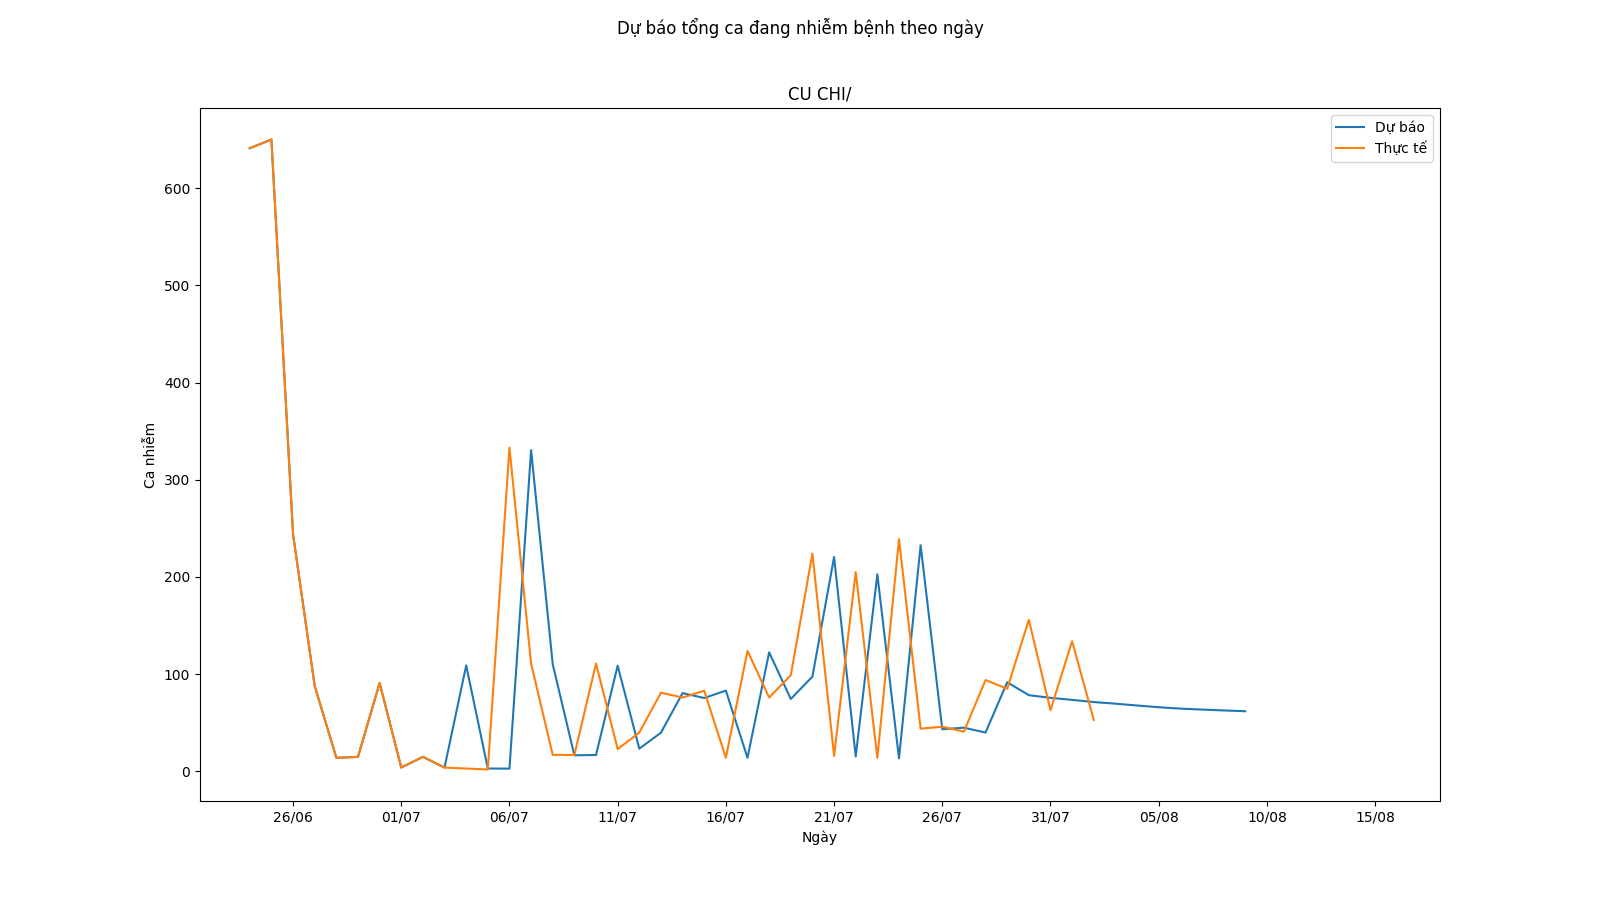 Dự báo tổng ca đang nhiễm bệnh theo ngày
CU CHI/
Dự báo
Thực tế
600
500
400
300
200
100
0
Ca nhiễm
26/06 01/07 06/07 11/07 16/07 21/07 26/07 31/07 05/08 10/08 15/08
Ngày